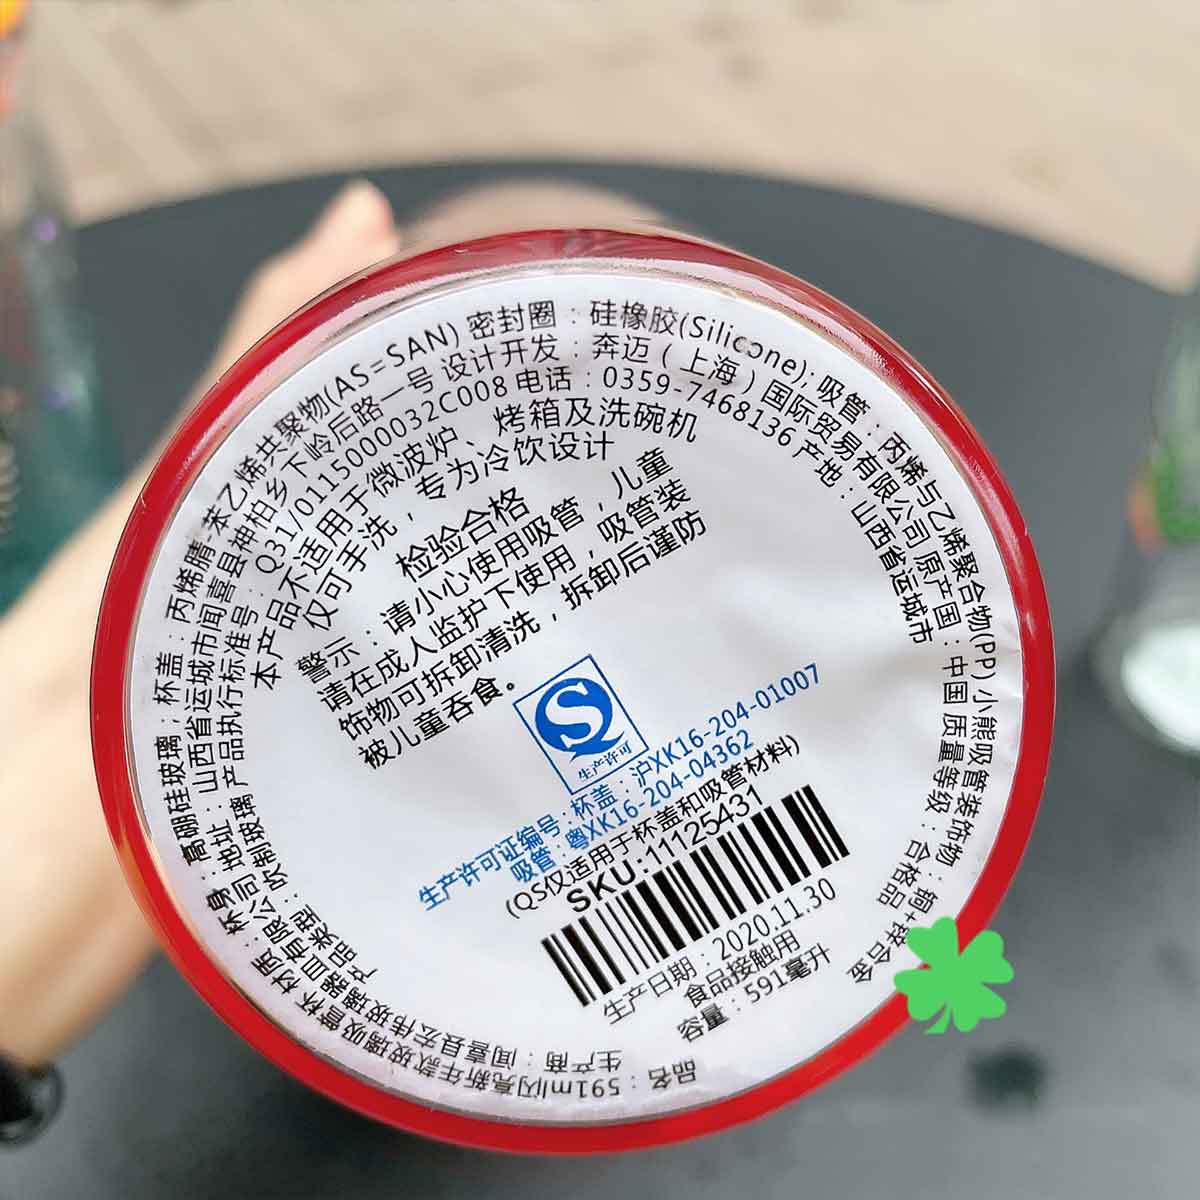 品名：591ml闪亮新年款玻璃吸管杯 材质：杯身：高硼硅玻璃；杯盖：丙烯腈-苯乙烯共聚物(AS=SAN) 密封圈：硅橡胶(Silicone); 吸管：丙烯与乙烯聚合物(PP) 小熊吸管装饰物：铜+锌合金
生产商：闻喜县宏伟玻璃器皿有限公司 地址：山西省运城市闻喜县神柏乡下岭后路一号 设计开发：奔迈（上海）国际贸易有限公司 原产国：中国 质量等级：合格品
产品类型：饮制玻璃 产品执行标准号：Q31/0115000032C008 电话：0359-7468136 产地：山西省运城市
本产品不适用于微波炉、烤箱及洗碗机
仅可手洗，专为冷饮设计
检验合格
警示：请小心使用吸管，儿童
请在成人监护下使用，吸管装
饰物可拆卸清洗，拆卸后谨防
被儿童吞食。
生产许可
生产许可证编号：杯盖：沪XK16-204-01007
吸管：粤XK16-204-04362
(QS仅适用于杯盖和吸管材料)
SKU:11125431
生产日期：2020.11.30
食品接触用
容量：591毫升